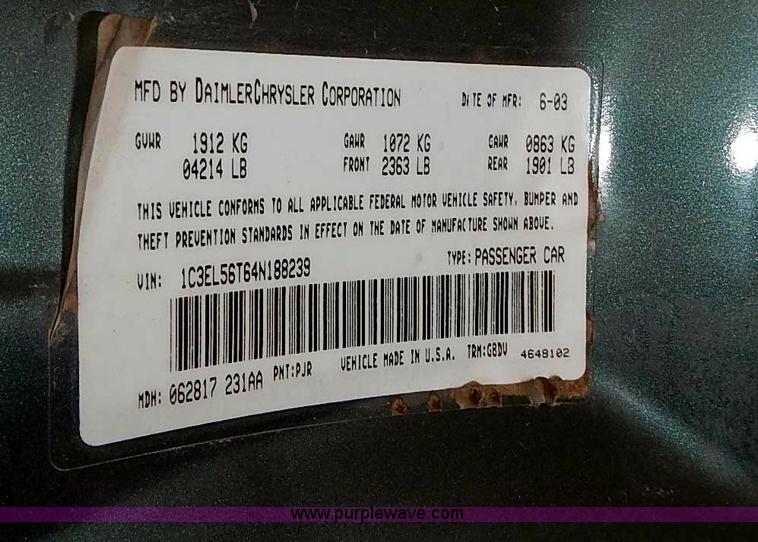 MFD BY DAIMLERCHRYSLER CORPORATION DATE OF MFR: 6-03
GVWR 1912 KG GAWR 1072 KG GAWR 0863 KG
04214 LB FRONT 2363 LB REAR 1901 LB
THIS VEHICLE CONFORMS TO ALL APPLICABLE FEDERAL MOTOR VEHICLE SAFETY, BUMPER AND
THEFT PREVENTION STANDARDS IN EFFECT ON THE DATE OF MANUFACTURE SHOWN ABOVE.
VIN: 1C3EL56T64N188239 TYPE: PASSENGER CAR
MDH: 062817 231AA PNT:PJR VEHICLE MADE IN U.S.A. TRM:G8DV 4649102
www.purplewave.com